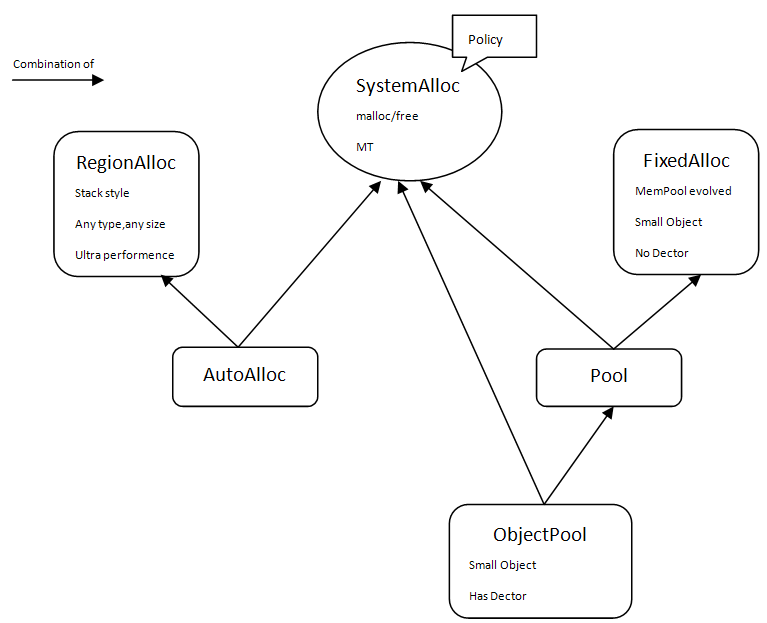 Policy
Combination of
SystemAlloc
malloc/free
MT
RegionAlloc
Stack style
Any type,any size
Ultra performence
FixedAlloc
MemPool evolved
Small Object
No Dector
AutoAlloc
Pool
ObjectPool
Small Object
Has Dector